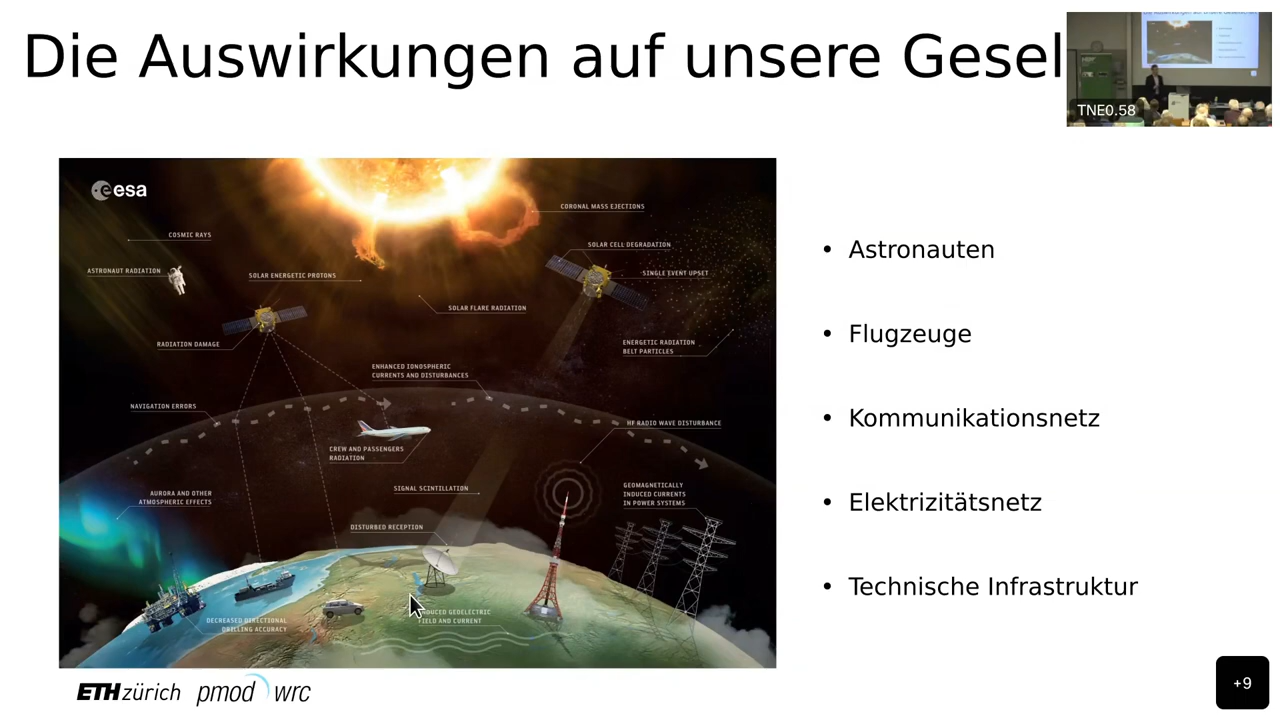 Die Auswirkungen auf unsere Gesel
TNE0.58
esa
CORONAL MASS EJECTIONS
COSMIC RAYS
SOLAR CELL DEGRADATION
ASTRONAUT RADIATION
SOLAR ENERGETIC PROTONS
SINGLE EVENT UPSET
SOLAR FLARE RADIATION
RADIATION DAMAGE
ENERGETIC RADIATION
BELT PARTICLES
ENHANCED IONOSPHERIC
CURRENTS AND DISTURBANCES
NAVIGATION ERRORS
HF RADIO WAVE DISTURBANCE
CREW AND PASSENGERS
RADIATION
SIGNAL SCINTILLATION
GEOMAGNETICALLY
INDUCED CURRENTS
IN POWER SYSTEMS
AURORA AND OTHER
ATMOSPHERIC EFFECTS
DISTURBED RECEPTION
DECREASED DIRECTIONAL
DRILLING ACCURACY
NDUCED GEOELECTRIC
FIELD AND CURRENT
• Astronauten
• Flugzeuge
• Kommunikationsnetz
• Elektrizitätsnetz
• Technische Infrastruktur
ETH zürich pmod wrc
+9